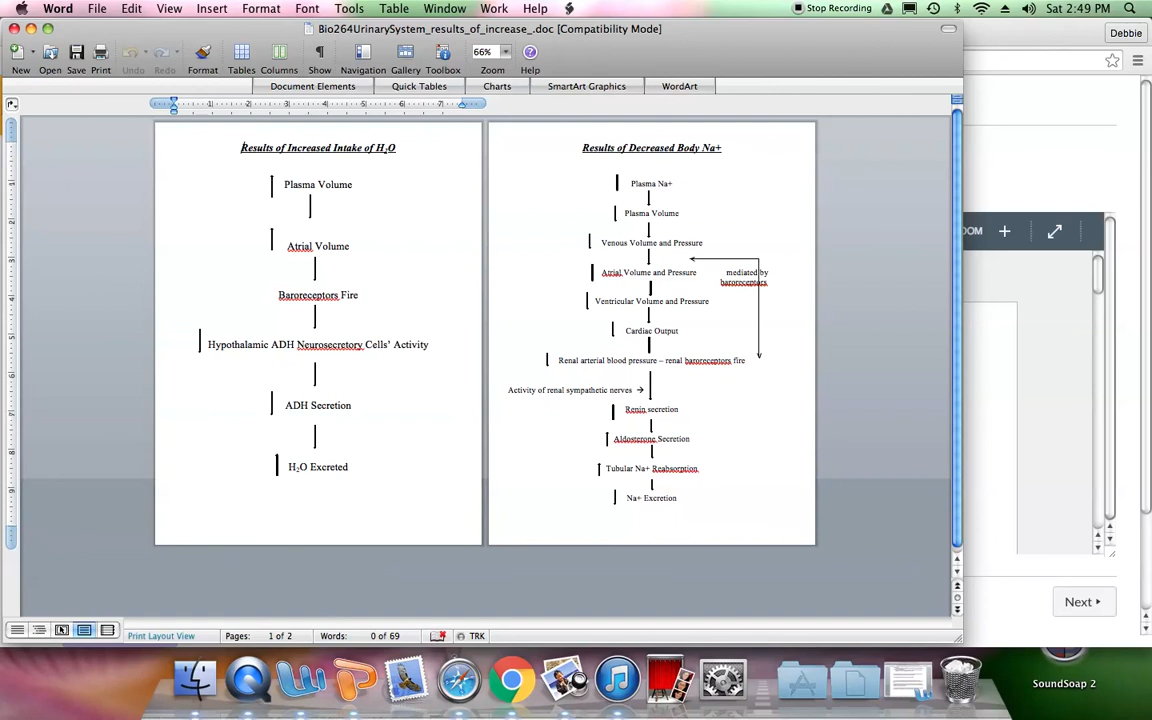 Word File Edit View Insert Format Font Tools Table Window Work Help Stop Recording Sat 2:49 PM
Bio264UrinarySystem_results_of_increase_.doc [Compatibility Mode]
Debbie
66%
New Open Save Print Undo Redo Format Tables Columns Show Navigation Gallery Toolbox Zoom Help
Document Elements Quick Tables Charts SmartArt Graphics WordArt
Results of Increased Intake of H₂O
Plasma Volume
Atrial Volume
Baroreceptors Fire
Hypothalamic ADH Neurosecretory Cells' Activity
ADH Secretion
H₂O Excreted
Results of Decreased Body Na+
Plasma Na+
Plasma Volume
Venous Volume and Pressure
Atrial Volume and Pressure
mediated by
baroreceptors
Ventricular Volume and Pressure
Cardiac Output
Renal arterial blood pressure – renal baroreceptors fire
Activity of renal sympathetic nerves →
Renin secretion
Aldosterone Secretion
Tubular Na+ Reabsorption
Na+ Excretion
OOM
Next
Print Layout View Pages: 1 of 2 Words: 0 of 69 TRK
SoundSoap 2